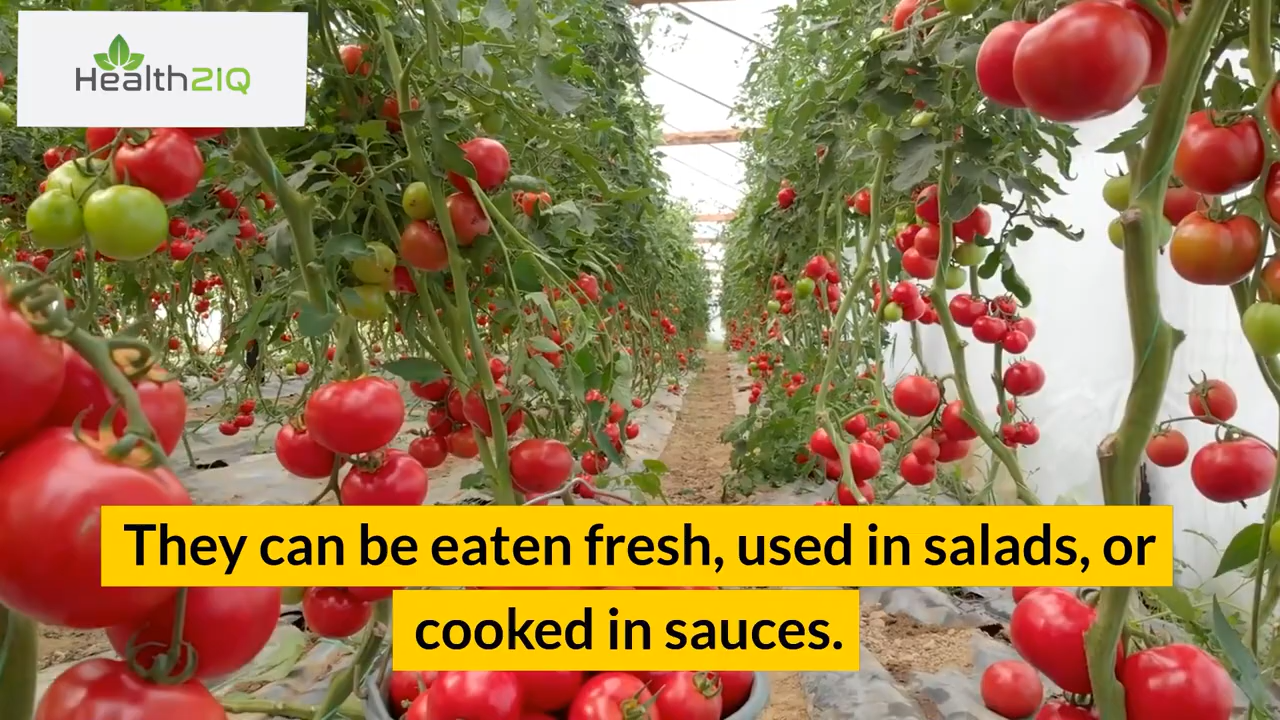 Health2IQ
They can be eaten fresh, used in salads, or
cooked in sauces.